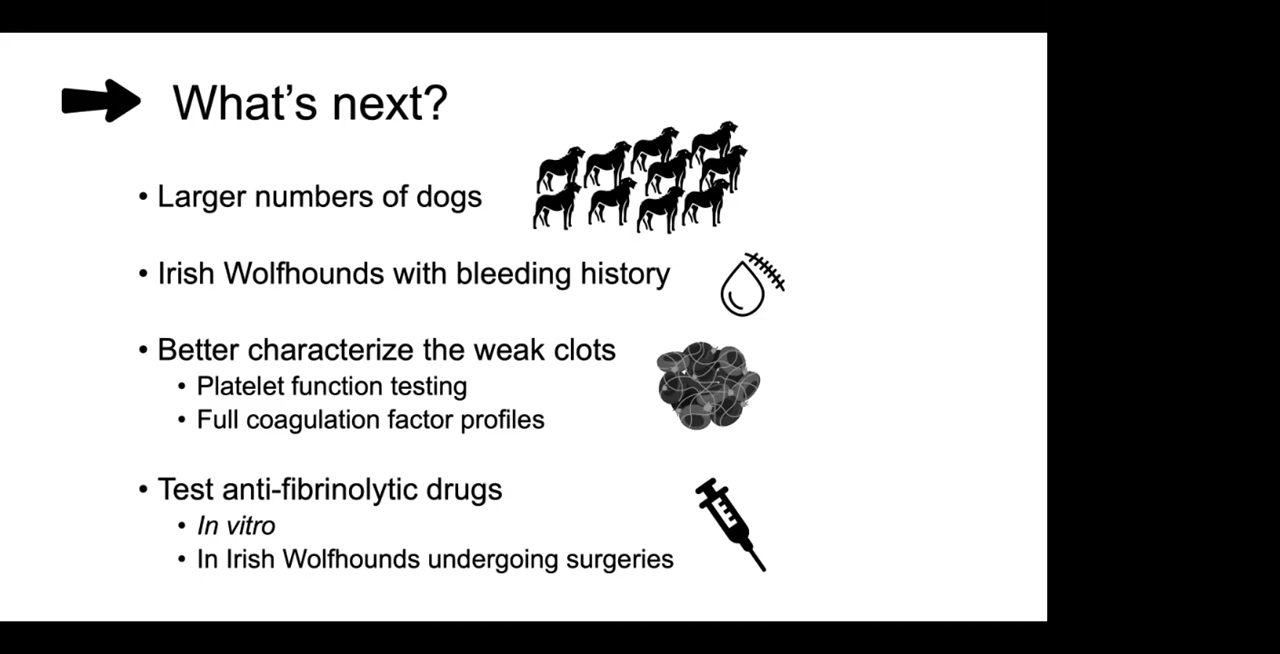 What's next?
• Larger numbers of dogs
• Irish Wolfhounds with bleeding history
• Better characterize the weak clots
• Platelet function testing
• Full coagulation factor profiles
• Test anti-fibrinolytic drugs
• In vitro
• In Irish Wolfhounds undergoing surgeries